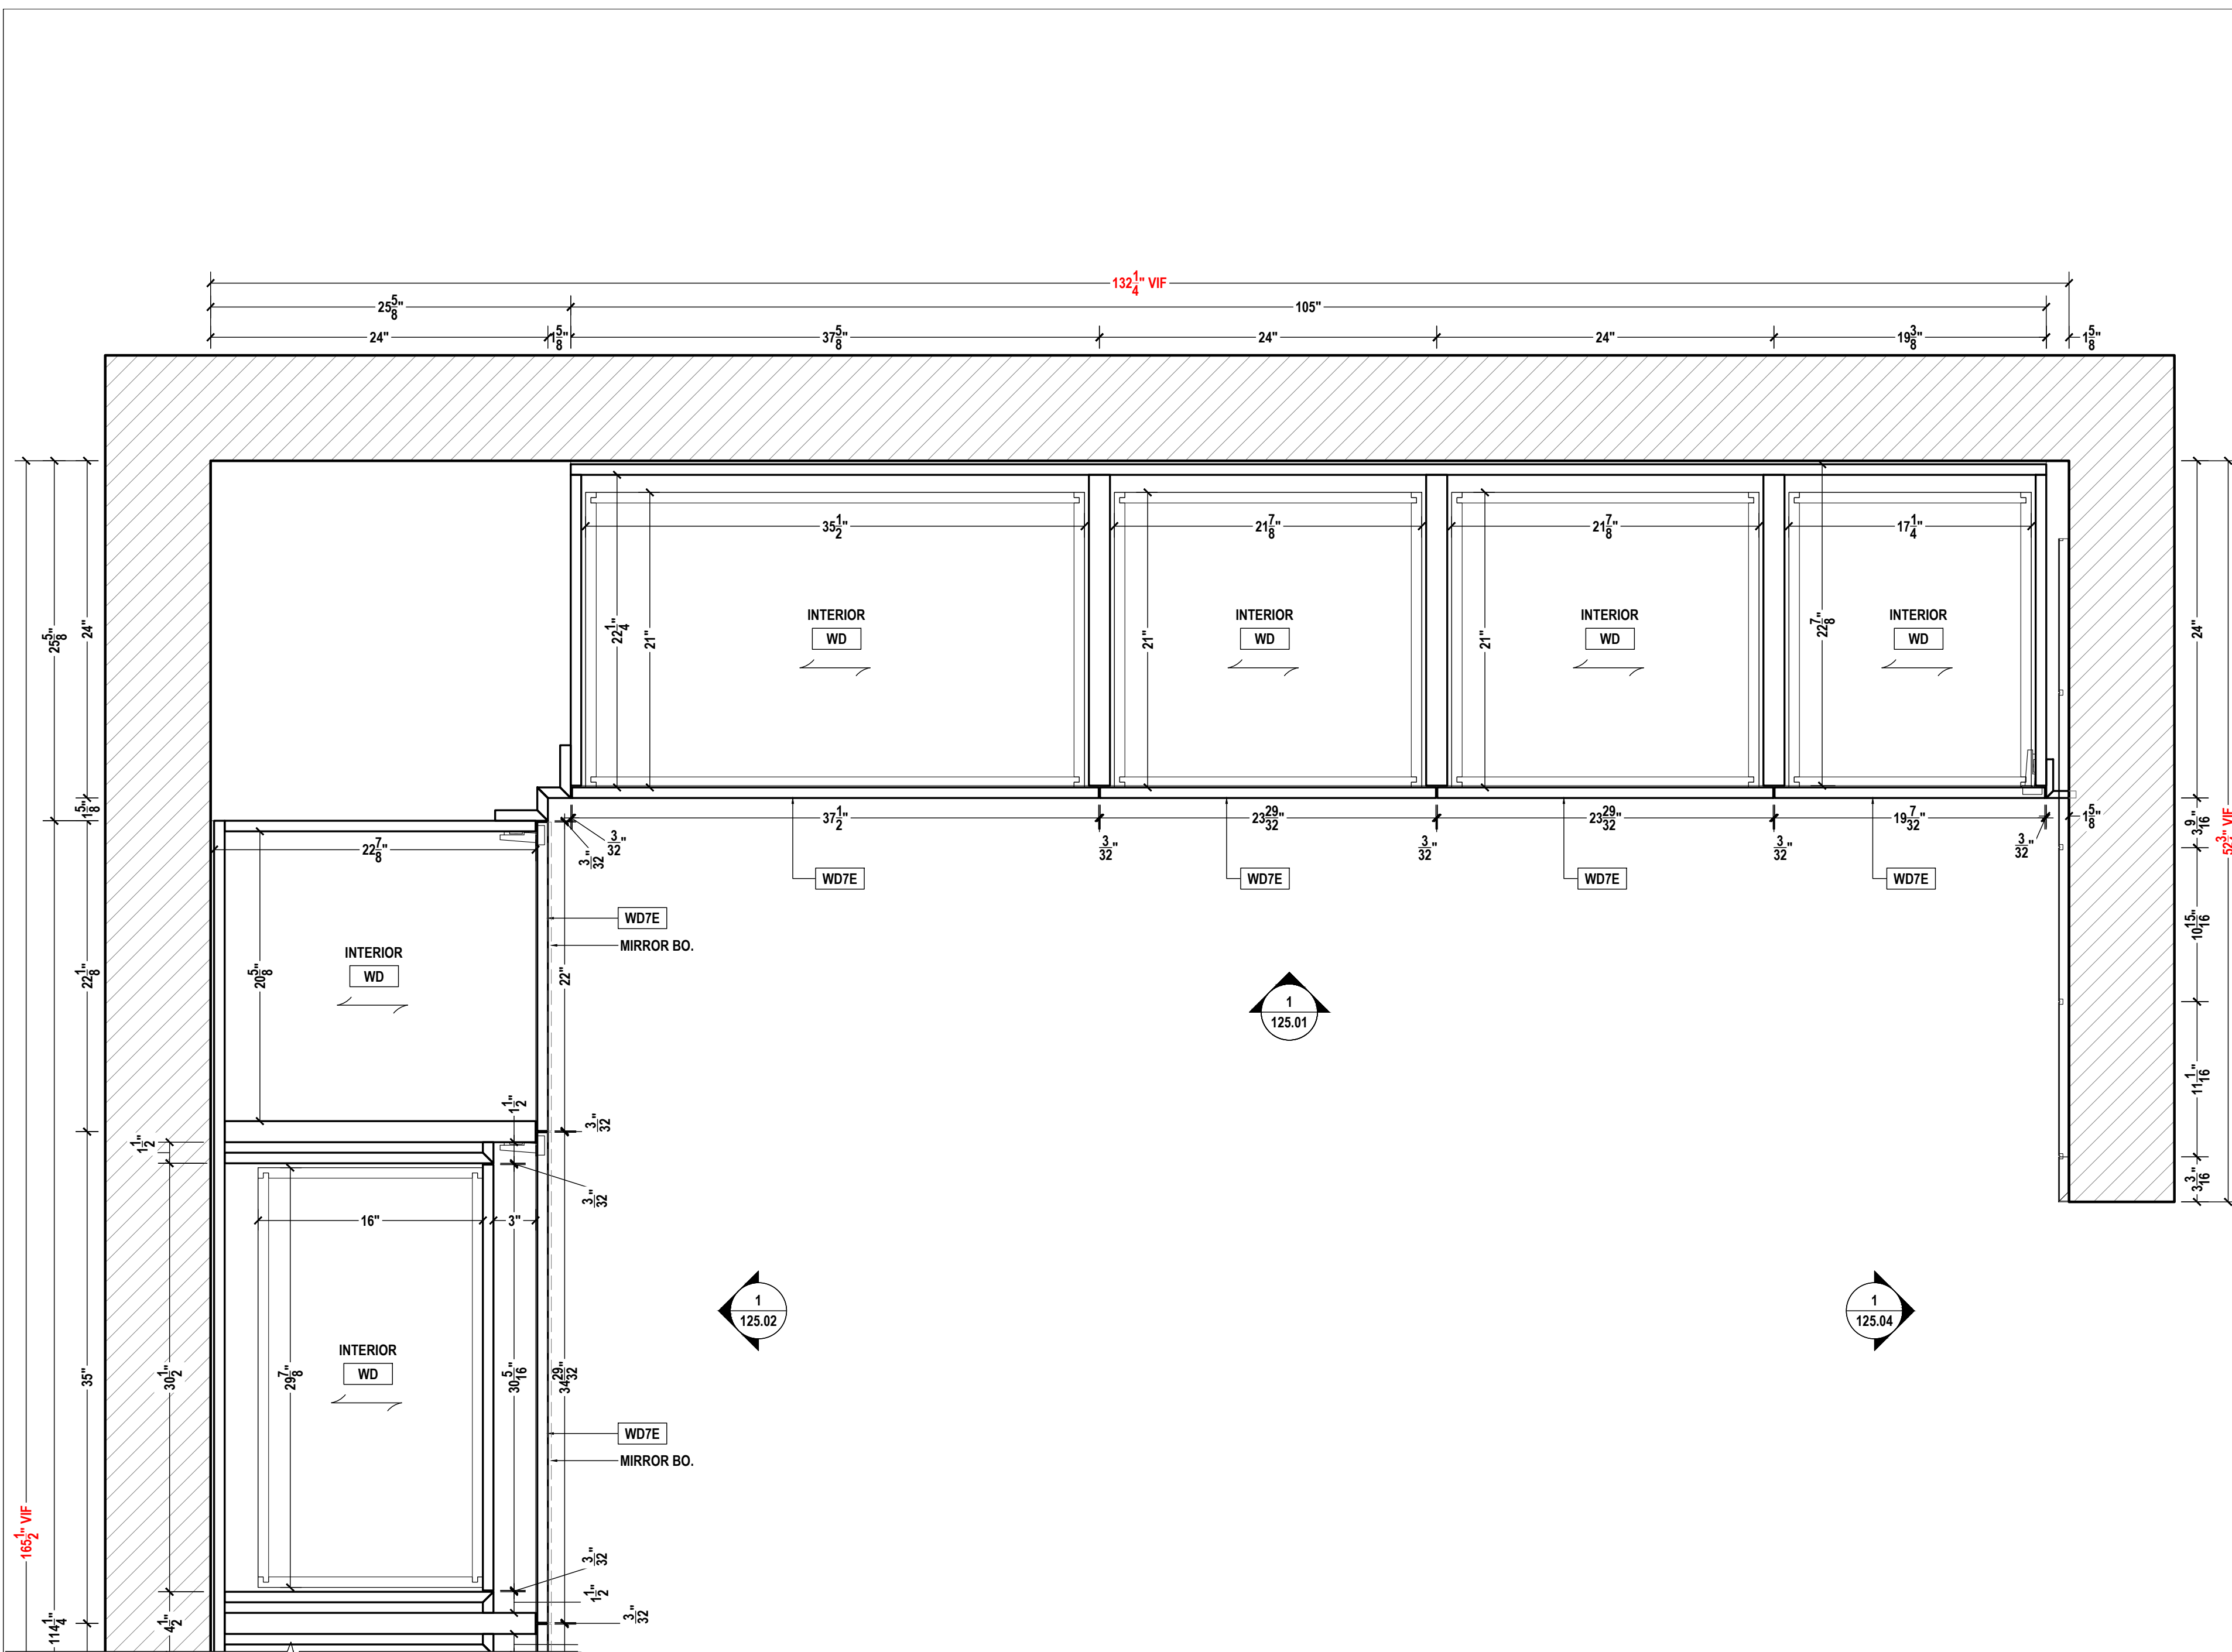 132 1/4" VIF
25 5/8"
105"
24"
1 5/8"
37 5/8"
24"
24"
19 3/8"
1 5/8"
35 1/2"
21 7/8"
21 7/8"
17 1/4"
22 1/4"
21"
21"
21"
22 7/8"
INTERIOR
WD
INTERIOR
WD
INTERIOR
WD
INTERIOR
WD
24"
25 5/8"
1 5/8"
24"
37 1/2"
23 29/32"
23 29/32"
19 7/32"
1 5/8"
3/32"
3/32"
3/32"
3/32"
3/32"
3/32"
3 9/16"
52 3/4" VIF
WD7E
WD7E
WD7E
WD7E
22 7/8"
WD7E
MIRROR BO.
10 15/16"
INTERIOR
WD
20 5/8"
22 1/8"
22"
1
125.01
11 1/16"
1 1/2"
3/32"
1 1/2"
3 3/16"
3/32"
16"
3"
1
125.02
1
125.04
INTERIOR
WD
35"
30 1/2"
29 7/8"
30 5/16"
34 29/32"
WD7E
MIRROR BO.
165 1/2" VIF
3/32"
1 1/2"
3/32"
114 1/4"
4 1/2"